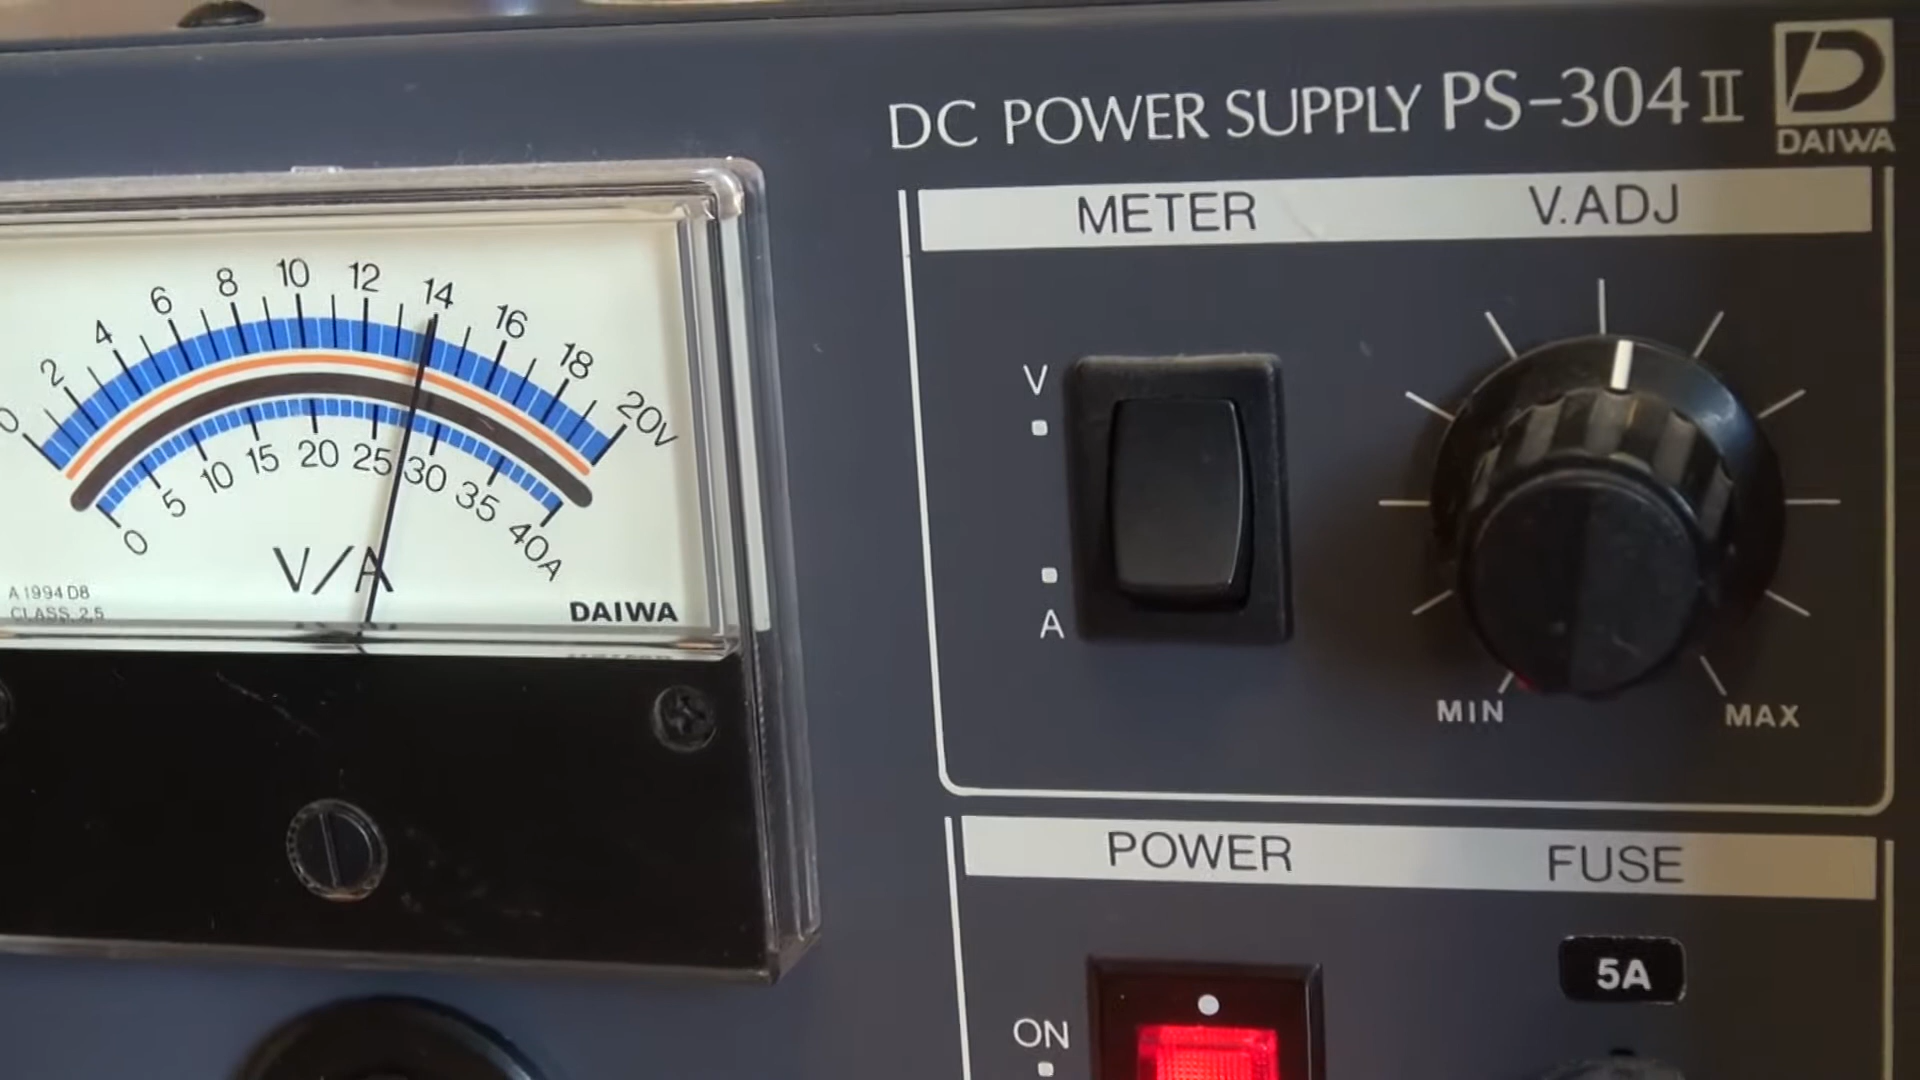 DC POWER SUPPLY PS-304 II
DAIWA
METER V.ADJ
0 2 4 6 8 10 12 14 16 18 20V
0 5 10 15 20 25 30 35 40A
V/A
A 1994 D8
CLASS. 2,5
DAIWA
V
A
MIN MAX
POWER FUSE
5A
ON